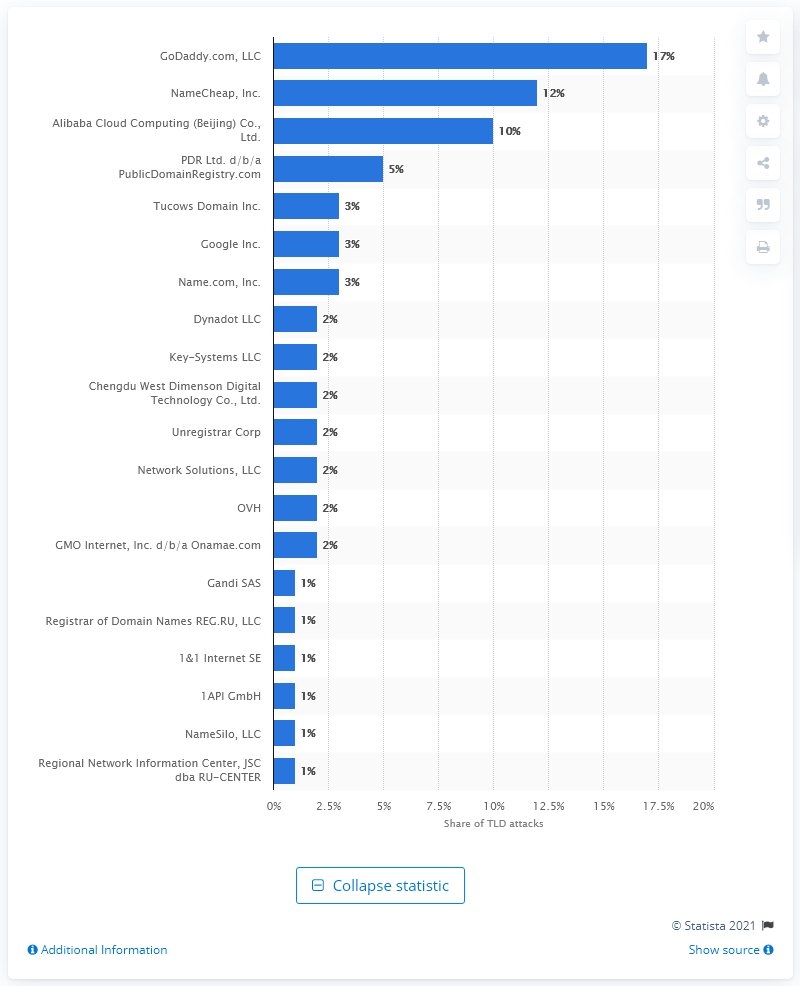 GoDaddy.com, LLC 17%
NameCheap, Inc. 12%
Alibaba Cloud Computing (Beijing) Co.,
Ltd. 10%
PDR Ltd. d/b/a
PublicDomainRegistry.com 5%
Tucows Domain Inc. 3%
Google Inc. 3%
Name.com, Inc. 3%
Dynadot LLC 2%
Key-Systems LLC 2%
Chengdu West Dimenson Digital
Technology Co., Ltd. 2%
Unregistrar Corp 2%
Network Solutions, LLC 2%
OVH 2%
GMO Internet, Inc. d/b/a Onamae.com 2%
Gandi SAS 1%
Registrar of Domain Names REG.RU, LLC 1%
1&1 Internet SE 1%
1API GmbH 1%
NameSilo, LLC 1%
Regional Network Information Center, JSC
dba RU-CENTER 1%
0% 2.5% 5% 7.5% 10% 12.5% 15% 17.5% 20%
Share of TLD attacks
Collapse statistic
© Statista 2021
Additional Information Show source